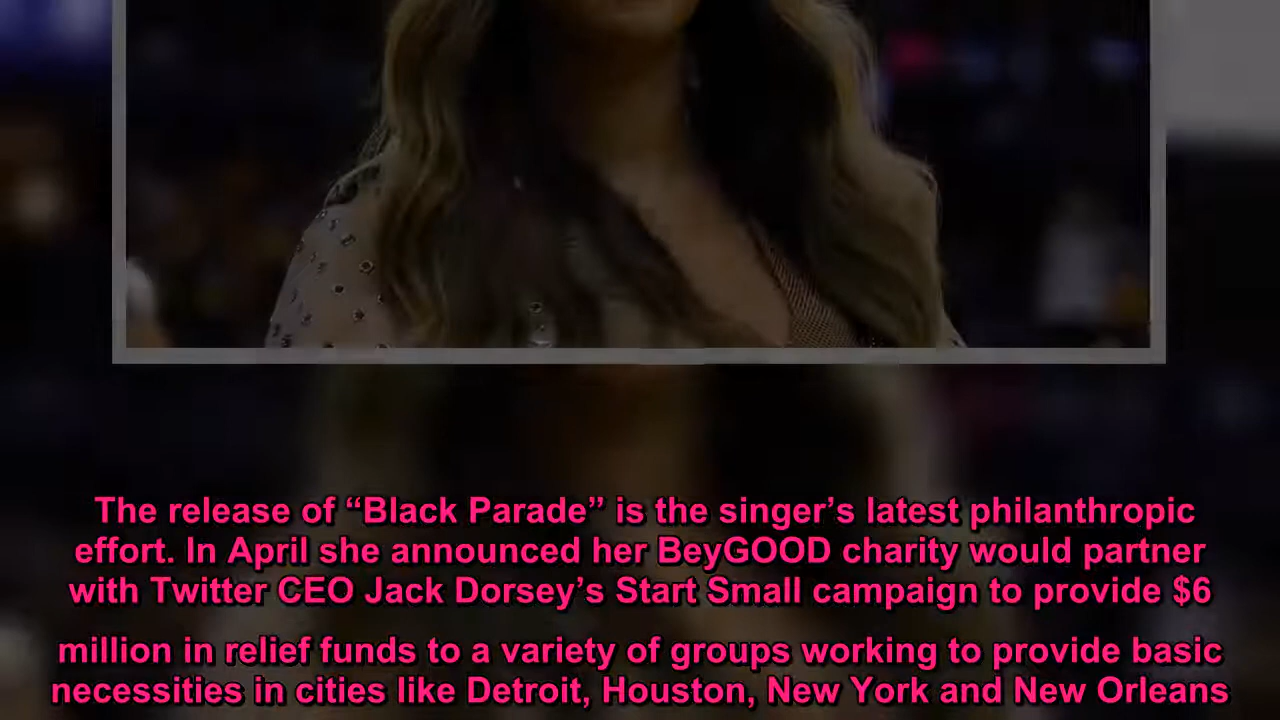 The release of “Black Parade” is the singer’s latest philanthropic
effort. In April she announced her BeyGOOD charity would partner
with Twitter CEO Jack Dorsey’s Start Small campaign to provide $6
million in relief funds to a variety of groups working to provide basic
necessities in cities like Detroit, Houston, New York and New Orleans